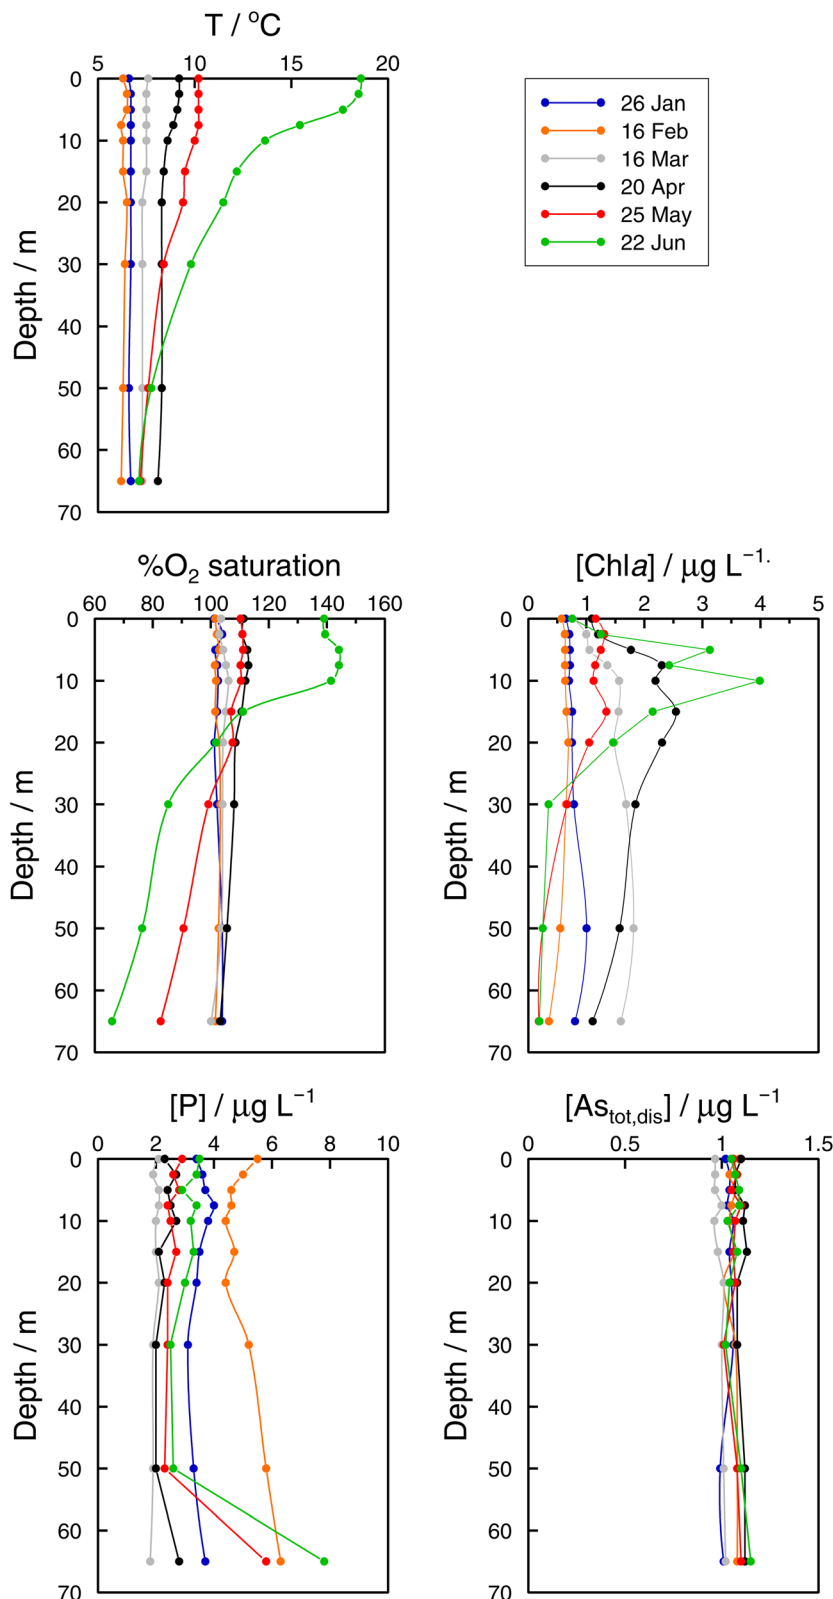 T / °C
5 10 15 20
0
10
20
30
40
50
60
70
Depth / m
26 Jan
16 Feb
16 Mar
20 Apr
25 May
22 Jun
%O₂ saturation
60 80 100 120 140 160
0
10
20
30
40
50
60
70
Depth / m
[Chla] / μg L⁻¹·
0 1 2 3 4 5
0
10
20
30
40
50
60
70
Depth / m
[P] / μg L⁻¹
0 2 4 6 8 10
0
10
20
30
40
50
60
70
Depth / m
[As tot,dis] / μg L⁻¹
0 0.5 1 1.5
0
10
20
30
40
50
60
70
Depth / m